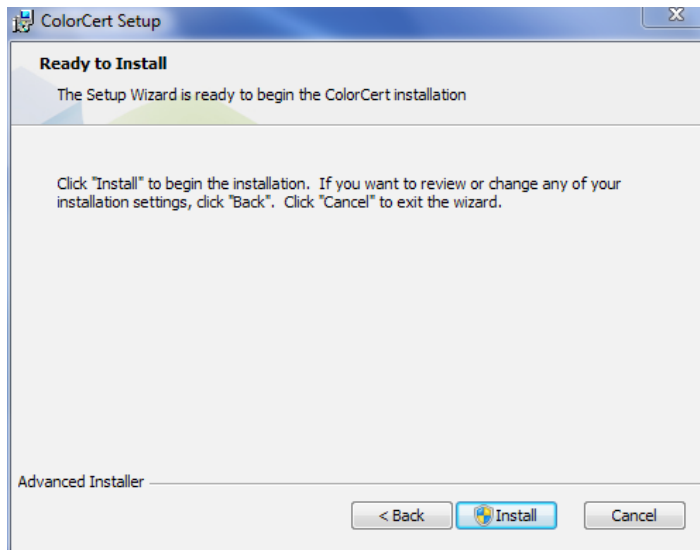 ColorCert Setup
Ready to Install
The Setup Wizard is ready to begin the ColorCert installation
Click "Install" to begin the installation. If you want to review or change any of your
installation settings, click "Back". Click "Cancel" to exit the wizard.
Advanced Installer
< Back Install Cancel